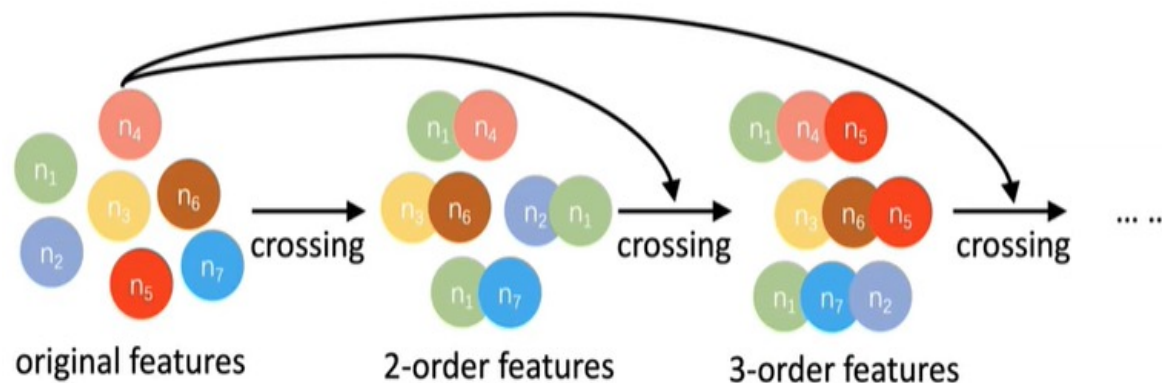 n₄
n₁
n₃
n₆
n₂
n₅
n₇
crossing
original features
n₁ n₄
n₃ n₆
n₂ n₁
n₁ n₇
crossing
2-order features
n₁ n₄ n₅
n₃ n₆ n₅
n₁ n₇ n₂
crossing
3-order features
... ..